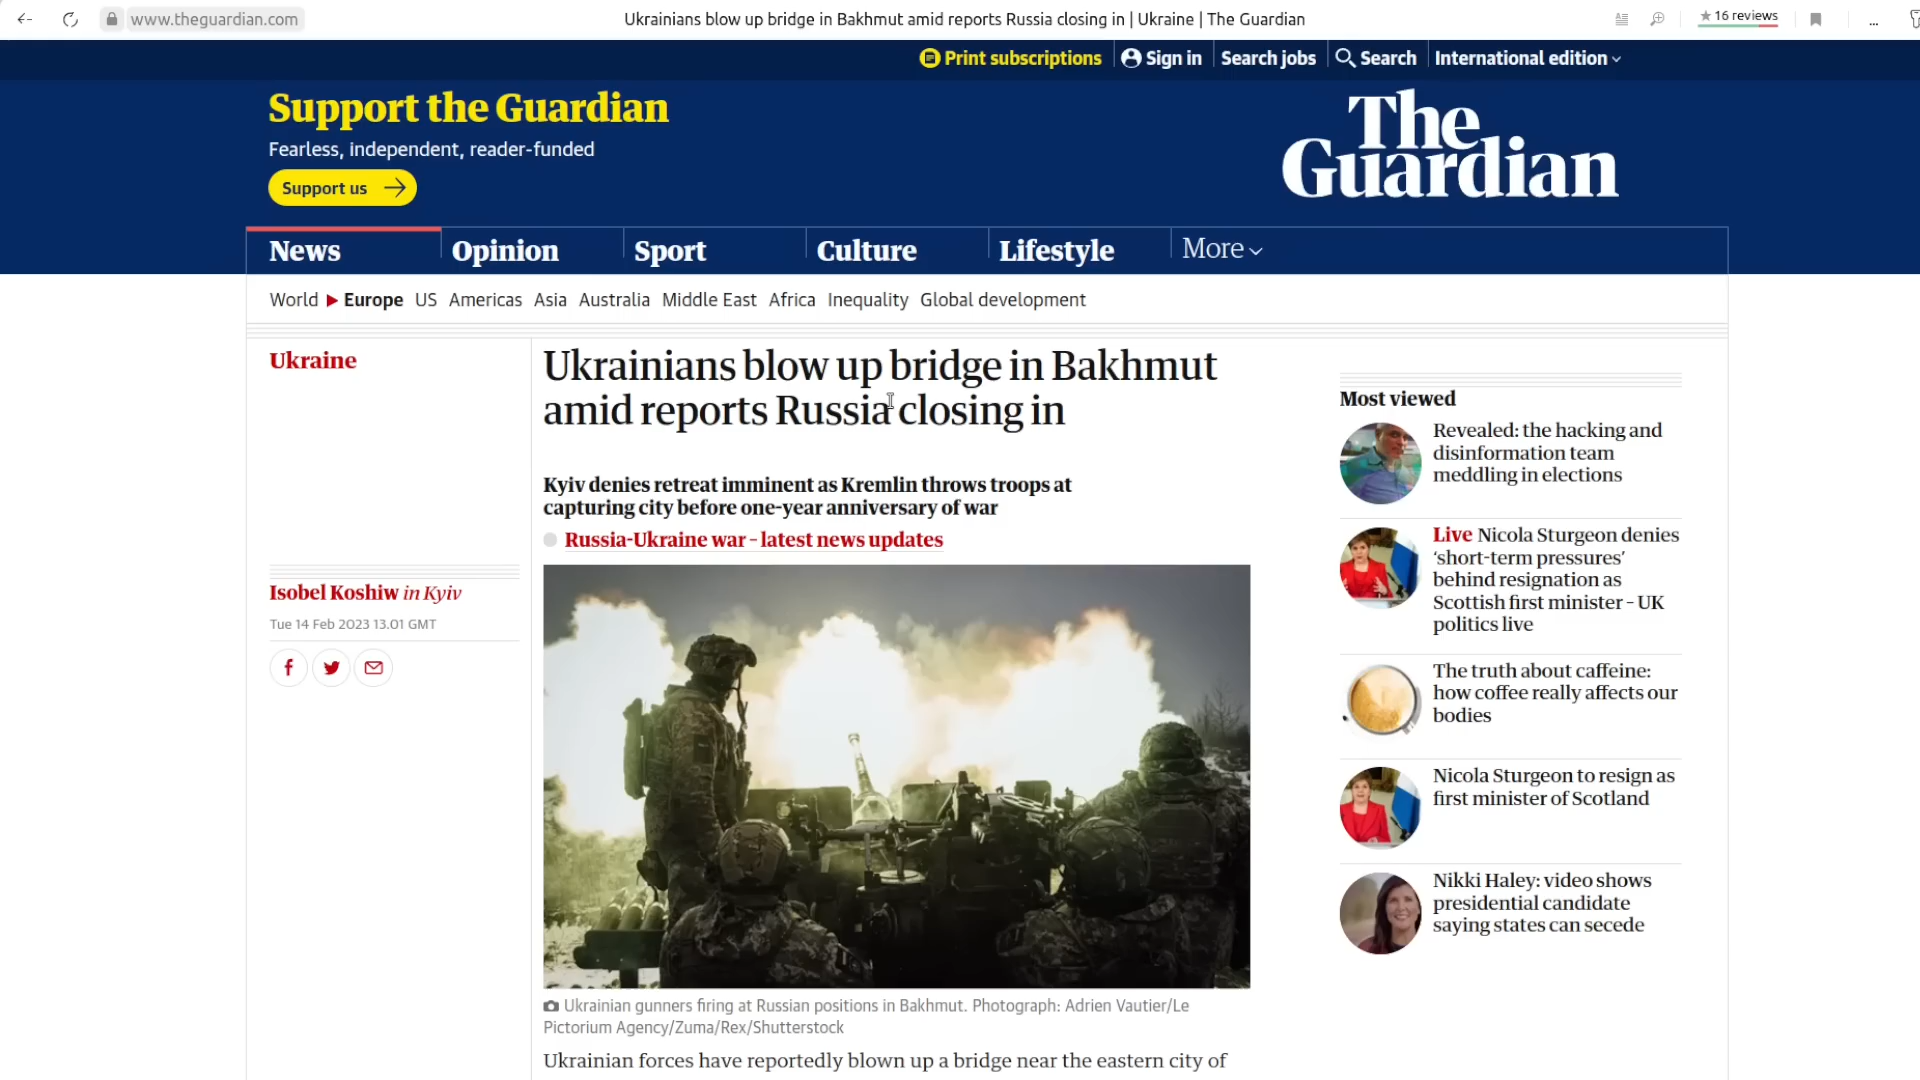 www.theguardian.com
Ukrainians blow up bridge in Bakhmut amid reports Russia closing in | Ukraine | The Guardian
★ 16 reviews
...
Print subscriptions
Sign in
Search jobs
Search
International edition
Support the Guardian
Fearless, independent, reader-funded
Support us
The
Guardian
News
Opinion
Sport
Culture
Lifestyle
More
World
Europe
US
Americas
Asia
Australia
Middle East
Africa
Inequality
Global development
Ukraine
Ukrainians blow up bridge in Bakhmut
amid reports Russia closing in
Kyiv denies retreat imminent as Kremlin throws troops at
capturing city before one-year anniversary of war
Russia-Ukraine war – latest news updates
Isobel Koshiw in Kyiv
Tue 14 Feb 2023 13.01 GMT
Ukrainian gunners firing at Russian positions in Bakhmut. Photograph: Adrien Vautier/Le
Pictorium Agency/Zuma/Rex/Shutterstock
Ukrainian forces have reportedly blown up a bridge near the eastern city of
Most viewed
Revealed: the hacking and
disinformation team
meddling in elections
Live Nicola Sturgeon denies
‘short-term pressures’
behind resignation as
Scottish first minister – UK
politics live
The truth about caffeine:
how coffee really affects our
bodies
Nicola Sturgeon to resign as
first minister of Scotland
Nikki Haley: video shows
presidential candidate
saying states can secede